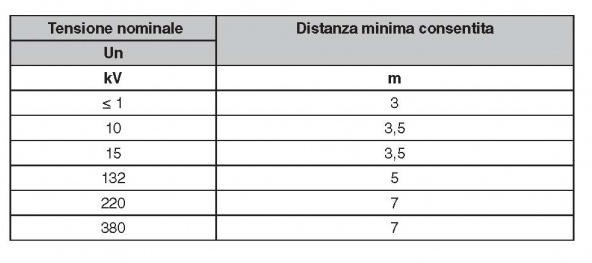 Tensione nominale Distanza minima consentita
Un
kV m
≤ 1 3
10 3,5
15 3,5
132 5
220 7
380 7